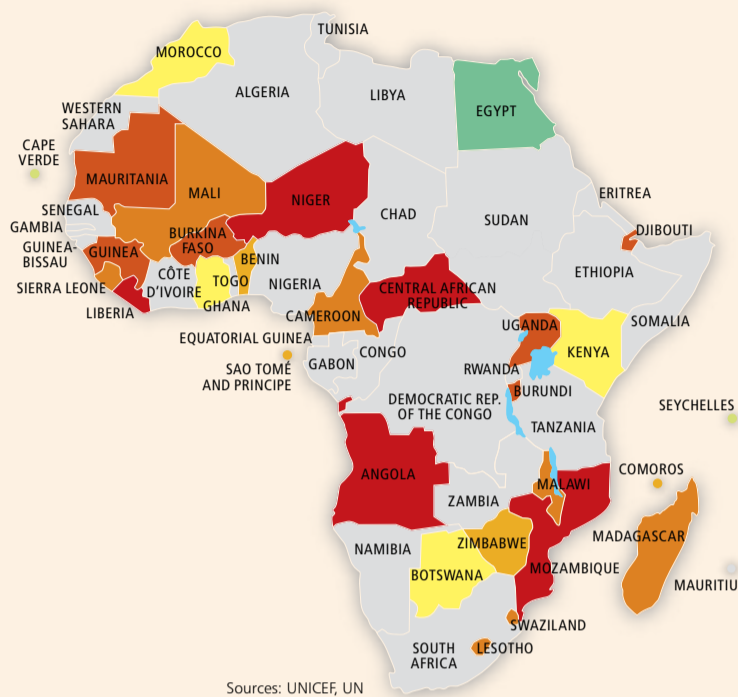 TUNISIA
MOROCCO
ALGERIA
LIBYA
EGYPT
WESTERN
SAHARA
CAPE
VERDE
MAURITANIA
MALI
NIGER
CHAD
SUDAN
ERITREA
SENEGAL
GAMBIA
GUINEA-
BISSAU
GUINEA
BURKINA
FASO
BENIN
DJIBOUTI
SIERRA LEONE
CÔTE
D'IVOIRE
TOGO
NIGERIA
ETHIOPIA
LIBERIA
GHANA
CAMEROON
CENTRAL AFRICAN
REPUBLIC
SOMALIA
EQUATORIAL GUINEA
UGANDA
KENYA
SAO TOMÉ
AND PRINCIPE
GABON
CONGO
RWANDA
BURUNDI
DEMOCRATIC REP.
OF THE CONGO
TANZANIA
SEYCHELLES
ANGOLA
MALAWI
COMOROS
ZAMBIA
MADAGASCAR
NAMIBIA
ZIMBABWE
BOTSWANA
MOZAMBIQUE
MAURITIU
SWAZILAND
SOUTH
AFRICA
LESOTHO
Sources: UNICEF, UN